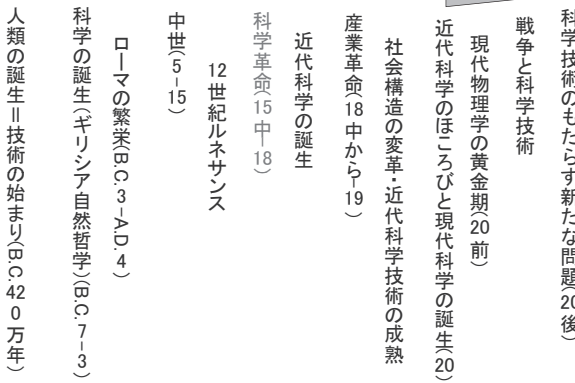 科学技術のもたらす新たな問題(20後)
戦争と科学技術
現代物理学の黄金期(20前)
近代科学のほころびと現代科学の誕生(20)
社会構造の変革・近代科学技術の成熟
産業革命(18中から-19)
近代科学の誕生
科学革命(15中-18)
12世紀ルネサンス
中世(5-15)
ローマの繁栄(B.C.3-A.D.4)
科学の誕生(ギリシア自然哲学)(B.C.7-3)
人類の誕生=技術の始まり(B.C.420万年)